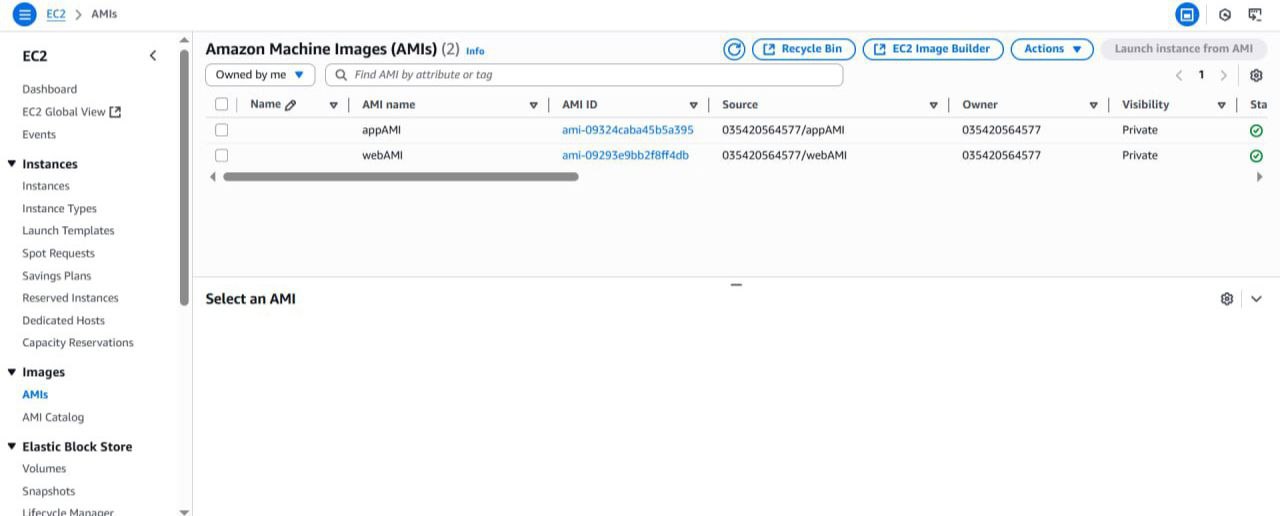 EC2 > AMIs
EC2
Dashboard
EC2 Global View
Events
Instances
Instances
Instance Types
Launch Templates
Spot Requests
Savings Plans
Reserved Instances
Dedicated Hosts
Capacity Reservations
Images
AMIs
AMI Catalog
Elastic Block Store
Volumes
Snapshots
Lifecycle Manager
Amazon Machine Images (AMIs) (2) Info
Recycle Bin
EC2 Image Builder
Actions
Launch instance from AMI
Owned by me
Find AMI by attribute or tag
< 1 >
Name AMI name AMI ID Source Owner Visibility Sta
appAMI ami-09324caba45b5a395 035420564577/appAMI 035420564577 Private
webAMI ami-09293e9bb2f8ff4db 035420564577/webAMI 035420564577 Private
Select an AMI